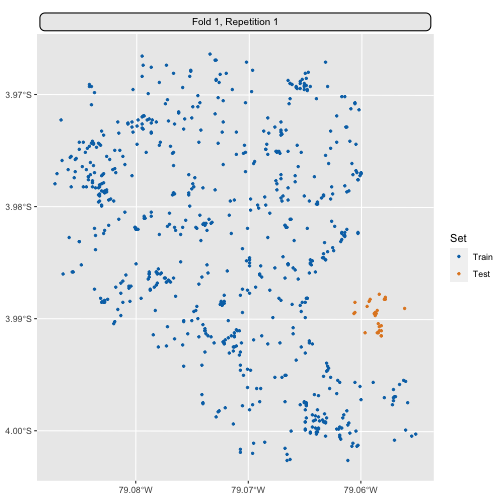 Fold 1, Repetition 1
3.97°S
3.98°S
3.99°S
4.00°S
79.08°W
79.07°W
79.06°W
Set
Train
Test